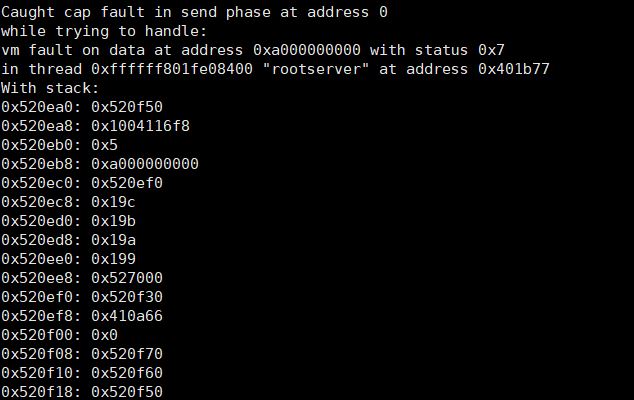 Caught cap fault in send phase at address 0
while trying to handle:
vm fault on data at address 0xa000000000 with status 0x7
in thread 0xffffff801fe08400 "rootserver" at address 0x401b77
With stack:
0x520ea0: 0x520f50
0x520ea8: 0x1004116f8
0x520eb0: 0x5
0x520eb8: 0xa000000000
0x520ec0: 0x520ef0
0x520ec8: 0x19c
0x520ed0: 0x19b
0x520ed8: 0x19a
0x520ee0: 0x199
0x520ee8: 0x527000
0x520ef0: 0x520f30
0x520ef8: 0x410a66
0x520f00: 0x0
0x520f08: 0x520f70
0x520f10: 0x520f60
0x520f18: 0x520f50